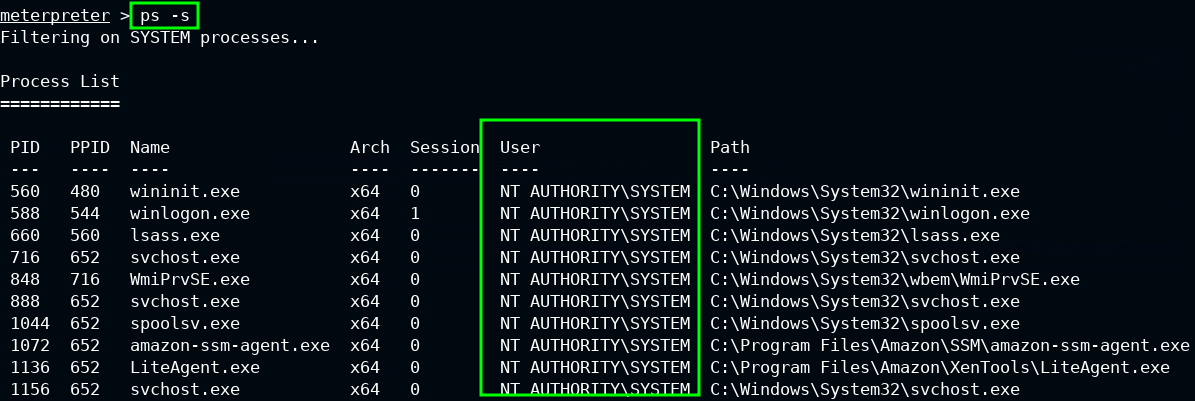 meterpreter > ps -s
Filtering on SYSTEM processes...
Process List
============
PID   PPID  Name                  Arch  Session  User                 Path
---   ----  ----                  ----  -------  ----                 ----
560   480   wininit.exe           x64   0        NT AUTHORITY\SYSTEM  C:\Windows\System32\wininit.exe
588   544   winlogon.exe          x64   1        NT AUTHORITY\SYSTEM  C:\Windows\System32\winlogon.exe
660   560   lsass.exe             x64   0        NT AUTHORITY\SYSTEM  C:\Windows\System32\lsass.exe
716   652   svchost.exe           x64   0        NT AUTHORITY\SYSTEM  C:\Windows\System32\svchost.exe
848   716   WmiPrvSE.exe          x64   0        NT AUTHORITY\SYSTEM  C:\Windows\System32\wbem\WmiPrvSE.exe
888   652   svchost.exe           x64   0        NT AUTHORITY\SYSTEM  C:\Windows\System32\svchost.exe
1044  652   spoolsv.exe           x64   0        NT AUTHORITY\SYSTEM  C:\Windows\System32\spoolsv.exe
1072  652   amazon-ssm-agent.exe  x64   0        NT AUTHORITY\SYSTEM  C:\Program Files\Amazon\SSM\amazon-ssm-agent.exe
1136  652   LiteAgent.exe         x64   0        NT AUTHORITY\SYSTEM  C:\Program Files\Amazon\XenTools\LiteAgent.exe
1156  652   svchost.exe           x64   0        NT AUTHORITY\SYSTEM  C:\Windows\System32\svchost.exe